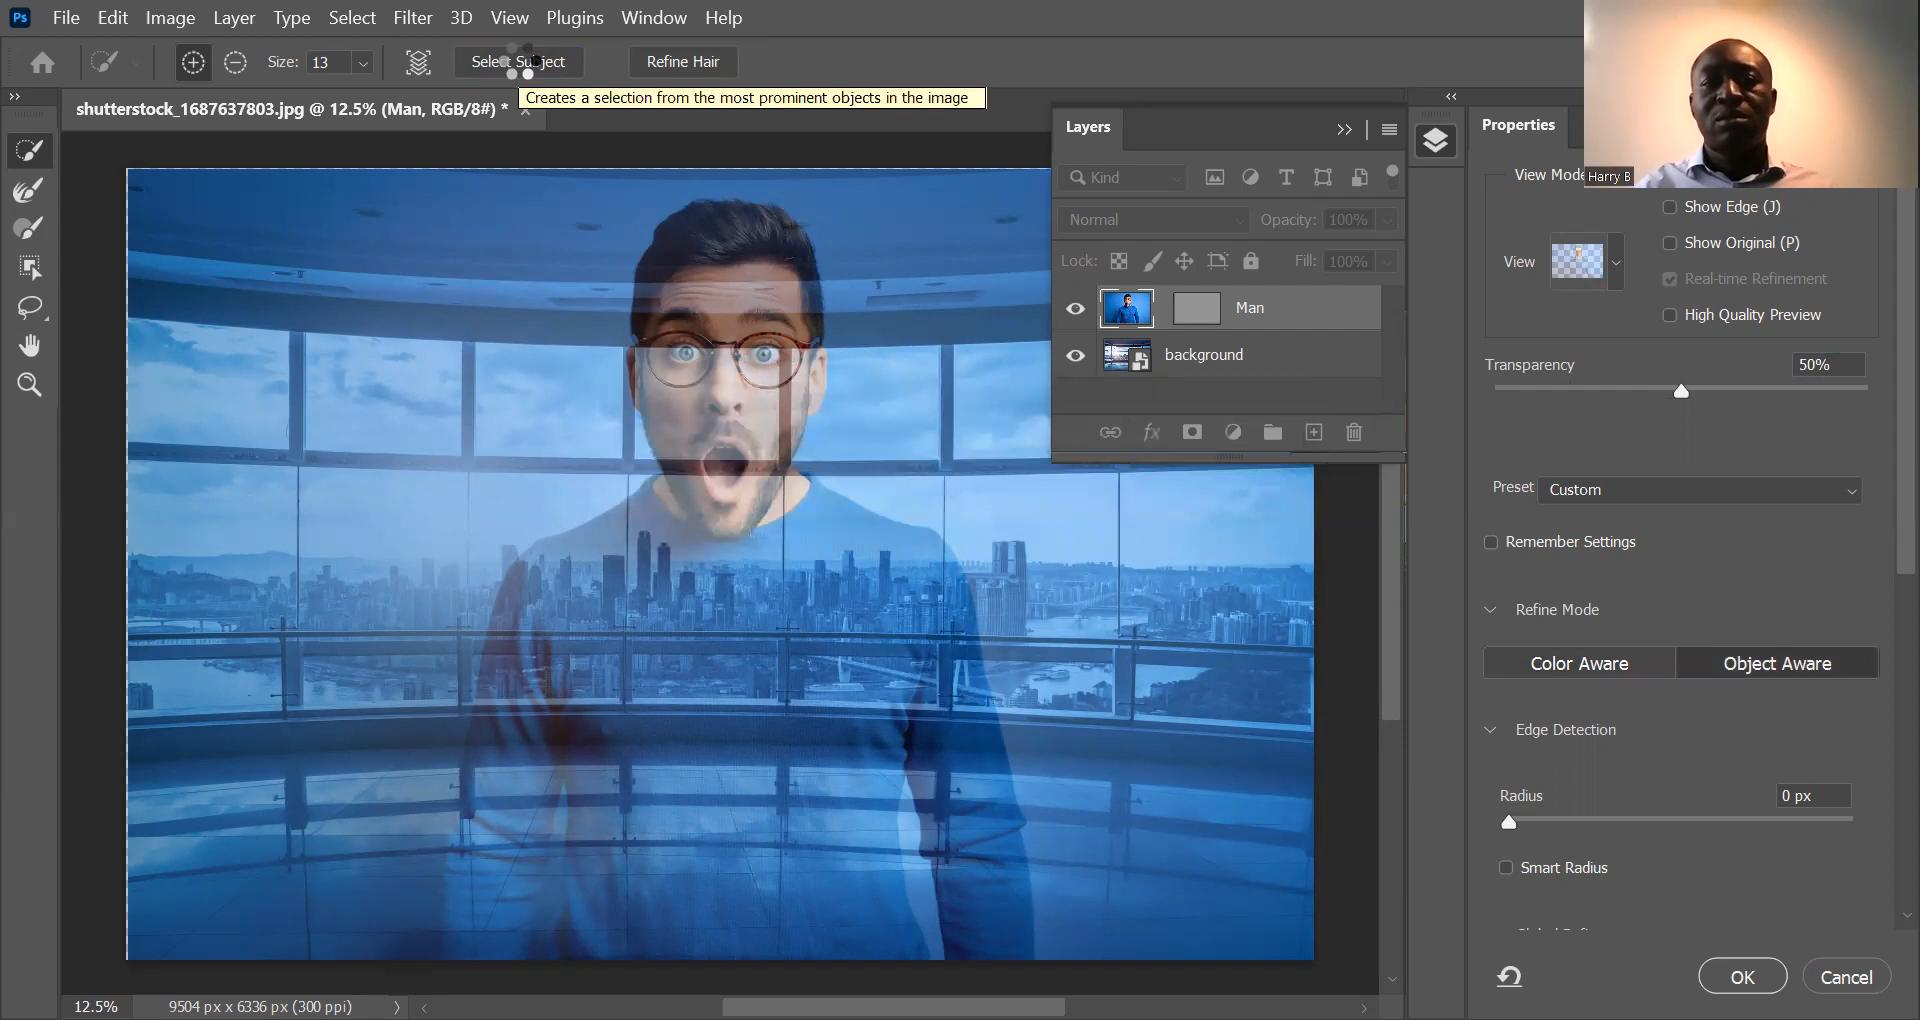 Ps File Edit Image Layer Type Select Filter 3D View Plugins Window Help
Size: 13 Select Subject Refine Hair
Creates a selection from the most prominent objects in the image
shutterstock_1687637803.jpg @ 12.5% (Man, RGB/8#) * ×
Layers
Kind
Normal Opacity: 100%
Lock: Fill: 100%
Man
background
Properties
Harry B
View Mode
Show Edge (J)
Show Original (P)
View
Real-time Refinement
High Quality Preview
Transparency 50%
Preset Custom
Remember Settings
Refine Mode
Color Aware Object Aware
Edge Detection
Radius 0 px
Smart Radius
OK Cancel
12.5% 9504 px x 6336 px (300 ppi)